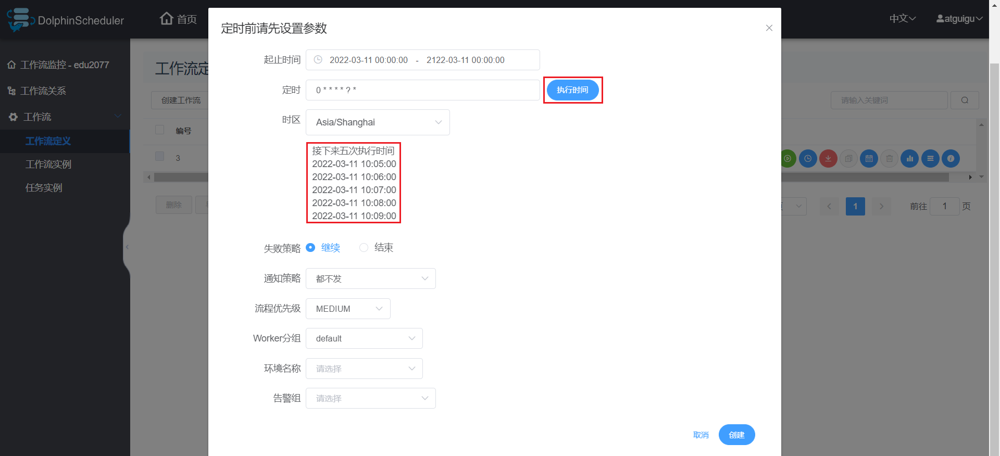 DolphinScheduler
首页
中文
atguigu
工作流监控 - edu2077
工作流关系
工作流
工作流定义
工作流实例
任务实例
工作流定
创建工作流
请输入关键词
编号
3
删除
1
前往
1
页
定时前请先设置参数
起止时间
2022-03-11 00:00:00 - 2122-03-11 00:00:00
定时
0 * * * * ? *
执行时间
时区
Asia/Shanghai
接下来五次执行时间
2022-03-11 10:05:00
2022-03-11 10:06:00
2022-03-11 10:07:00
2022-03-11 10:08:00
2022-03-11 10:09:00
失败策略
继续
结束
通知策略
都不发
流程优先级
MEDIUM
Worker分组
default
环境名称
请选择
告警组
请选择
取消
创建